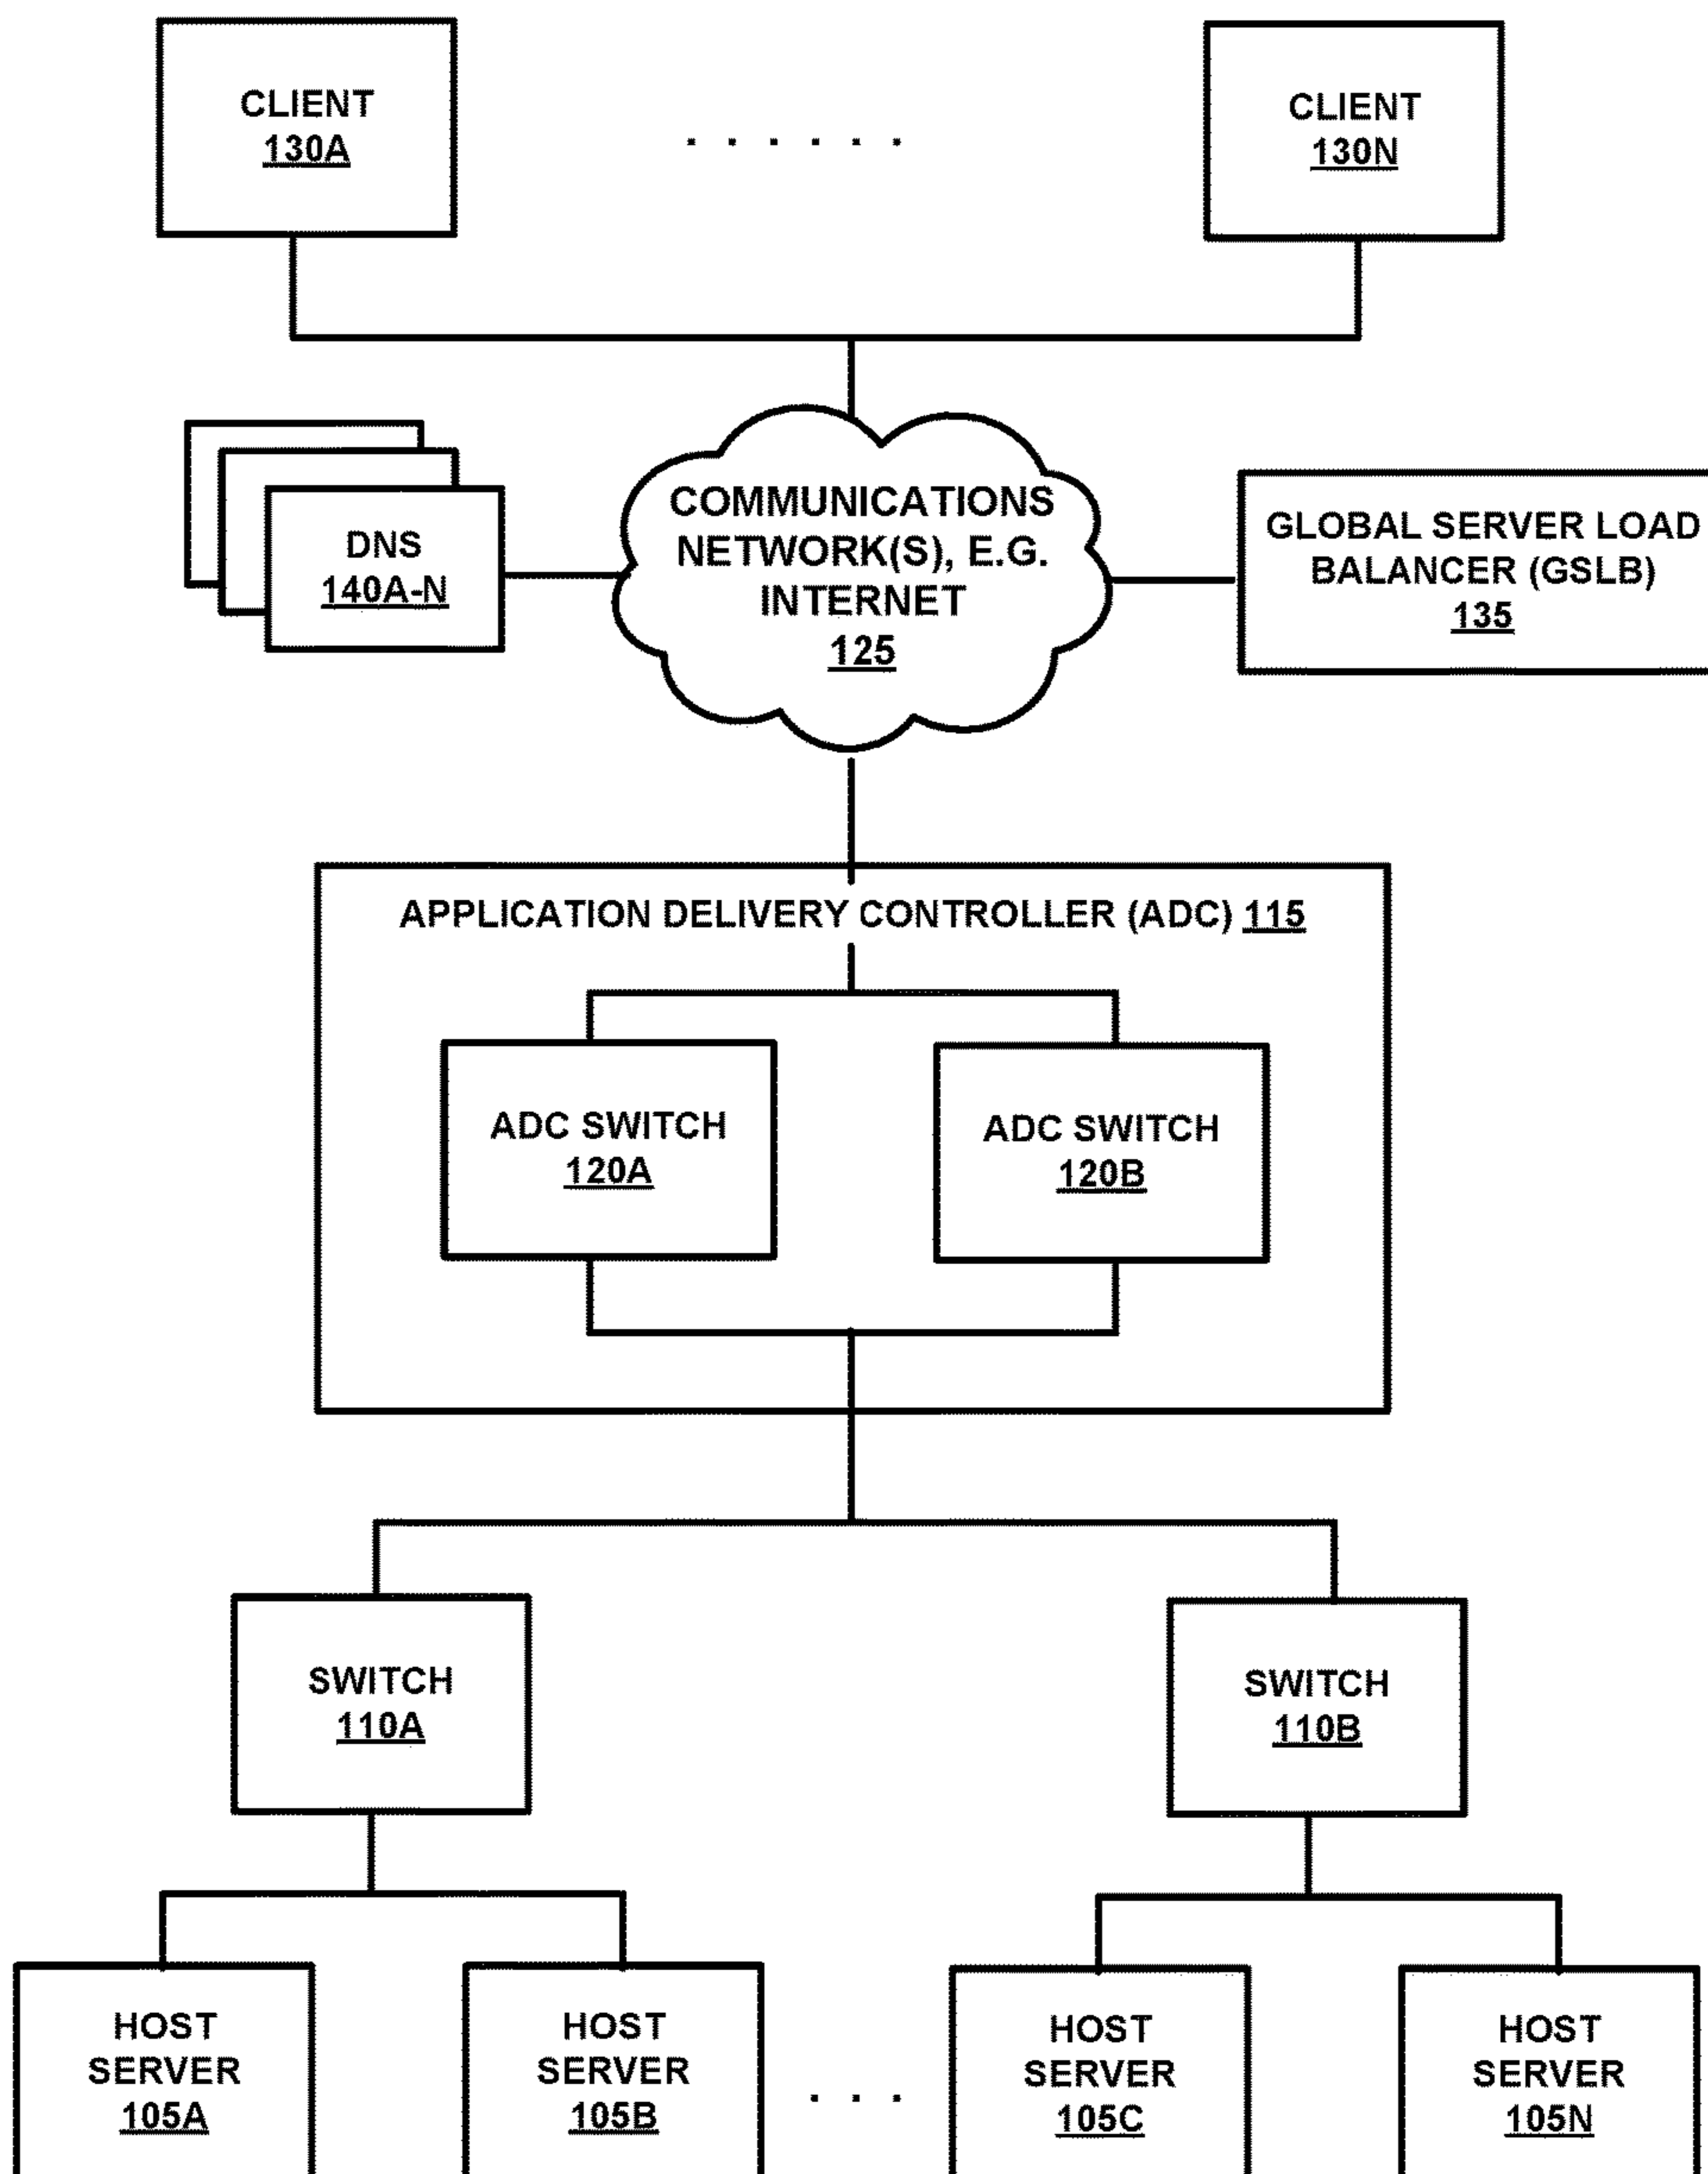 CLIENT
130A
. . . . . .
CLIENT
130N
DNS
140A-N
COMMUNICATIONS
NETWORK(S), E.G.
INTERNET
125
GLOBAL SERVER LOAD
BALANCER (GSLB)
135
APPLICATION DELIVERY CONTROLLER (ADC) 115
ADC SWITCH
120A
ADC SWITCH
120B
SWITCH
110A
SWITCH
110B
HOST
SERVER
105A
HOST
SERVER
105B
. . .
HOST
SERVER
105C
HOST
SERVER
105N